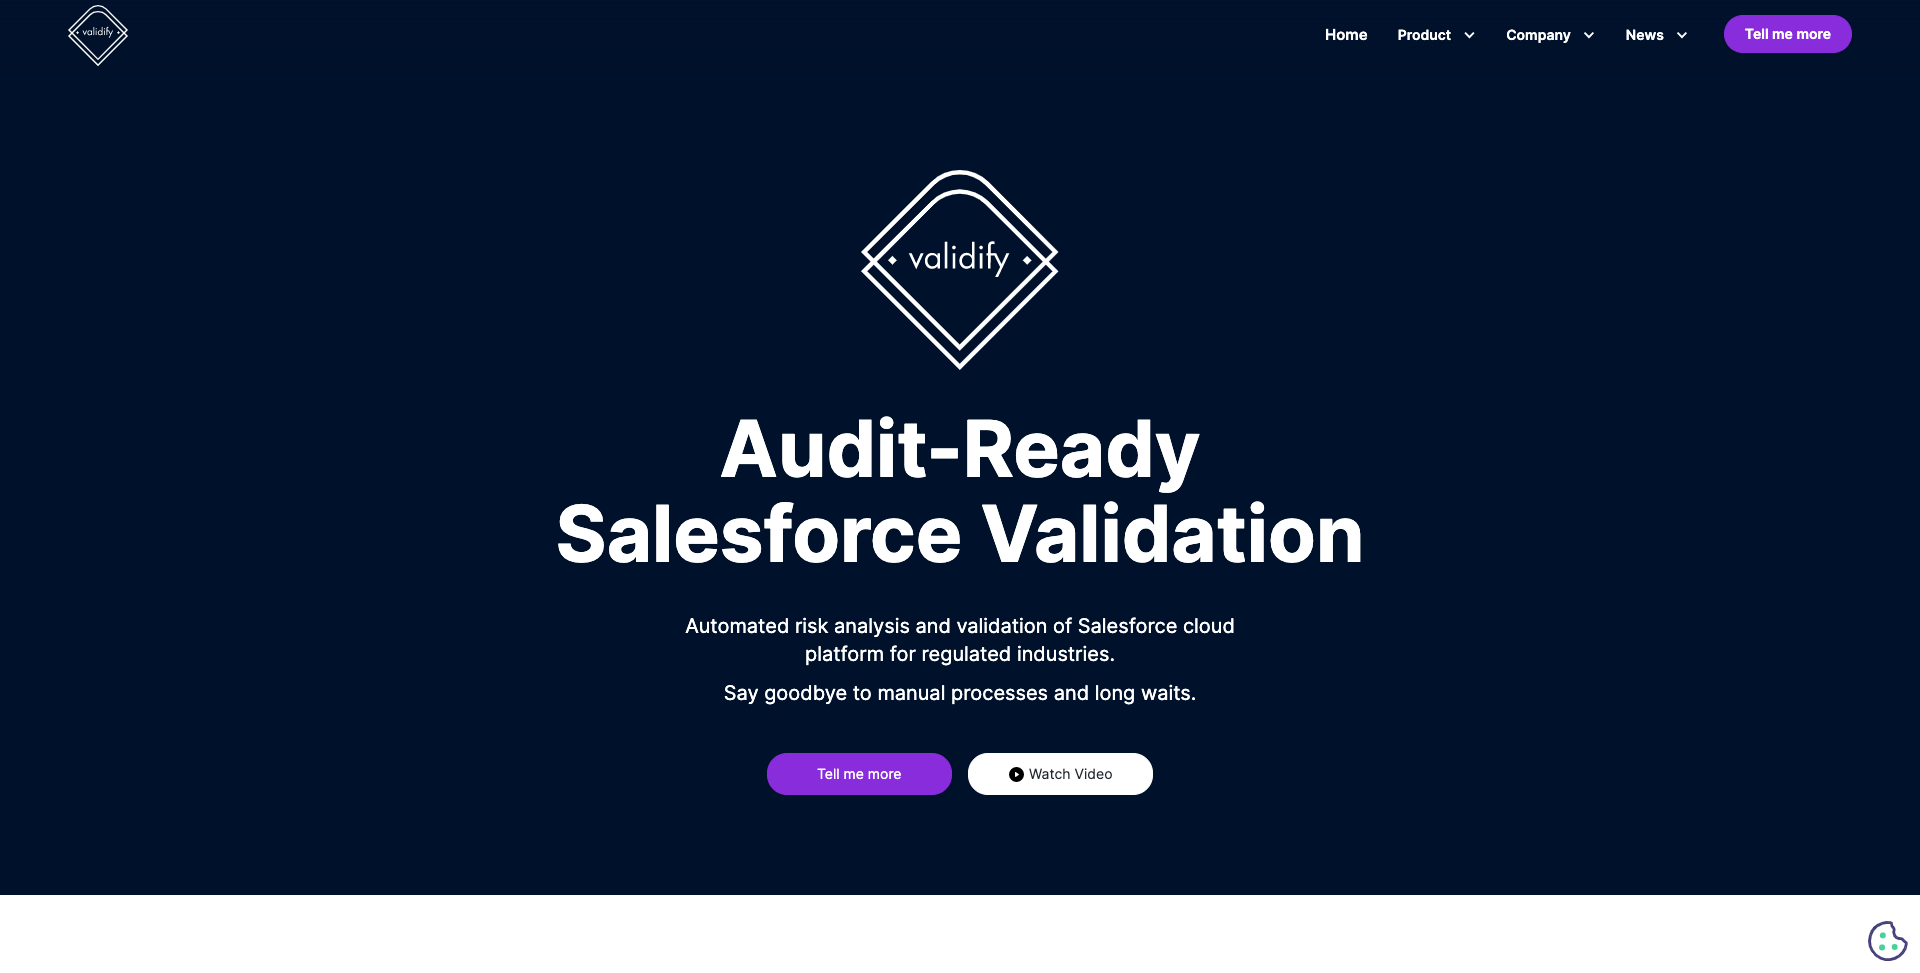 validify
Home
Product
Company
News
Tell me more
validify
Audit-Ready
Salesforce Validation
Automated risk analysis and validation of Salesforce cloud
platform for regulated industries.
Say goodbye to manual processes and long waits.
Tell me more
Watch Video